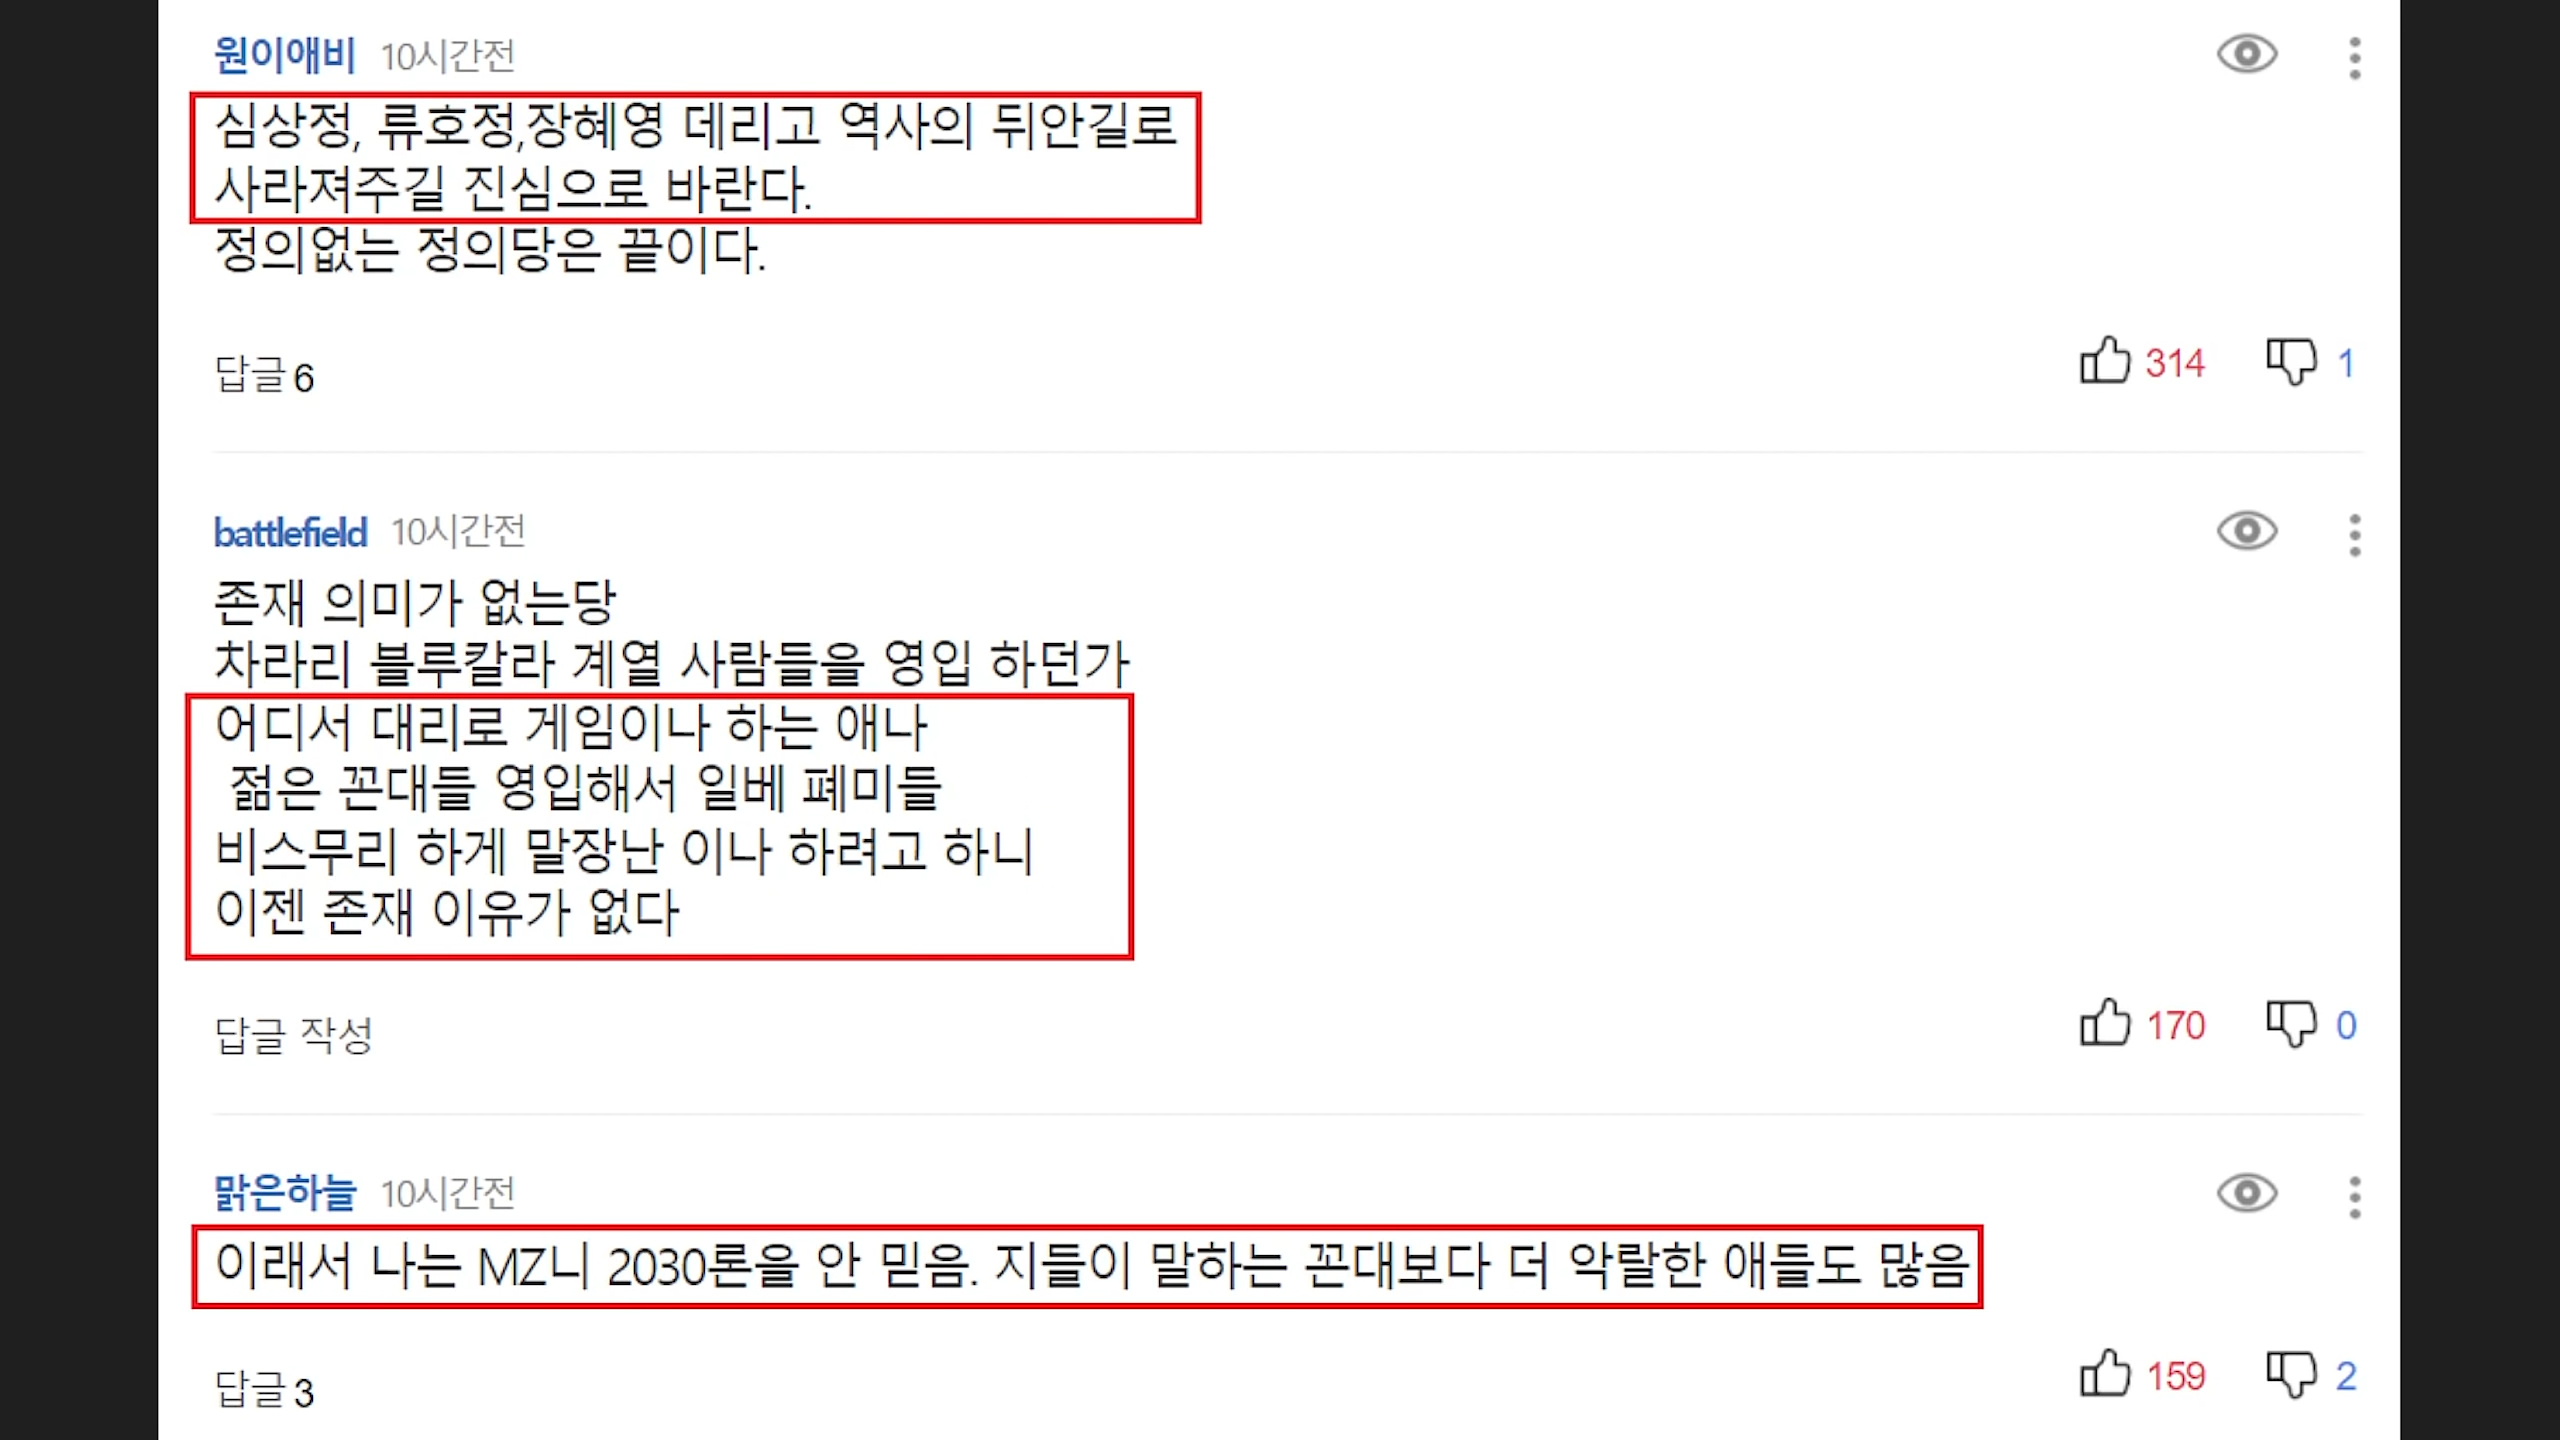 원이애비 10시간전
심상정, 류호정,장혜영 데리고 역사의 뒤안길로
사라져주길 진심으로 바란다.
정의없는 정의당은 끝이다.
답글 6
314 1
battlefield 10시간전
존재 의미가 없는당
차라리 블루칼라 계열 사람들을 영입 하던가
어디서 대리로 게임이나 하는 애나
젊은 꼰대들 영입해서 일베 폐미들
비스무리 하게 말장난 이나 하려고 하니
이젠 존재 이유가 없다
답글 작성
170 0
맑은하늘 10시간전
이래서 나는 MZ니 2030론을 안 믿음. 지들이 말하는 꼰대보다 더 악랄한 애들도 많음
답글 3
159 2